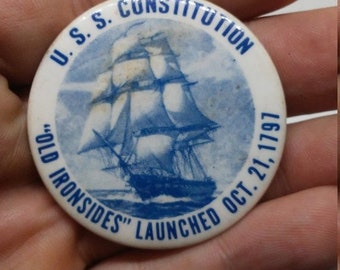 U. S. S. CONSTITUTION
"OLD IRONSIDES" LAUNCHED OCT. 21, 1797